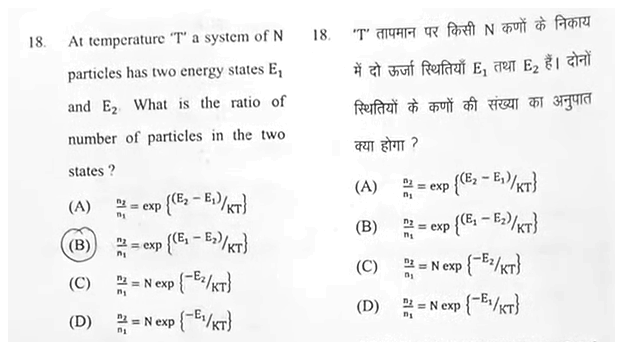 18. At temperature 'T' a system of N
particles has two energy states E₁
and E₂. What is the ratio of
number of particles in the two
states ?
(A) n₂/n₁ = exp {(E₂ − E₁)/KT}
(B) n₂/n₁ = exp {(E₁ − E₂)/KT}
(C) n₂/n₁ = N exp {−E₂/KT}
(D) n₂/n₁ = N exp {−E₁/KT}
18. 'T' तापमान पर किसी N कणों के निकाय
में दो ऊर्जा स्थितियाँ E₁ तथा E₂ हैं। दोनों
स्थितियों के कणों की संख्या का अनुपात
क्या होगा ?
(A) n₂/n₁ = exp {(E₂ − E₁)/KT}
(B) n₂/n₁ = exp {(E₁ − E₂)/KT}
(C) n₂/n₁ = N exp {−E₂/KT}
(D) n₂/n₁ = N exp {−E₁/KT}